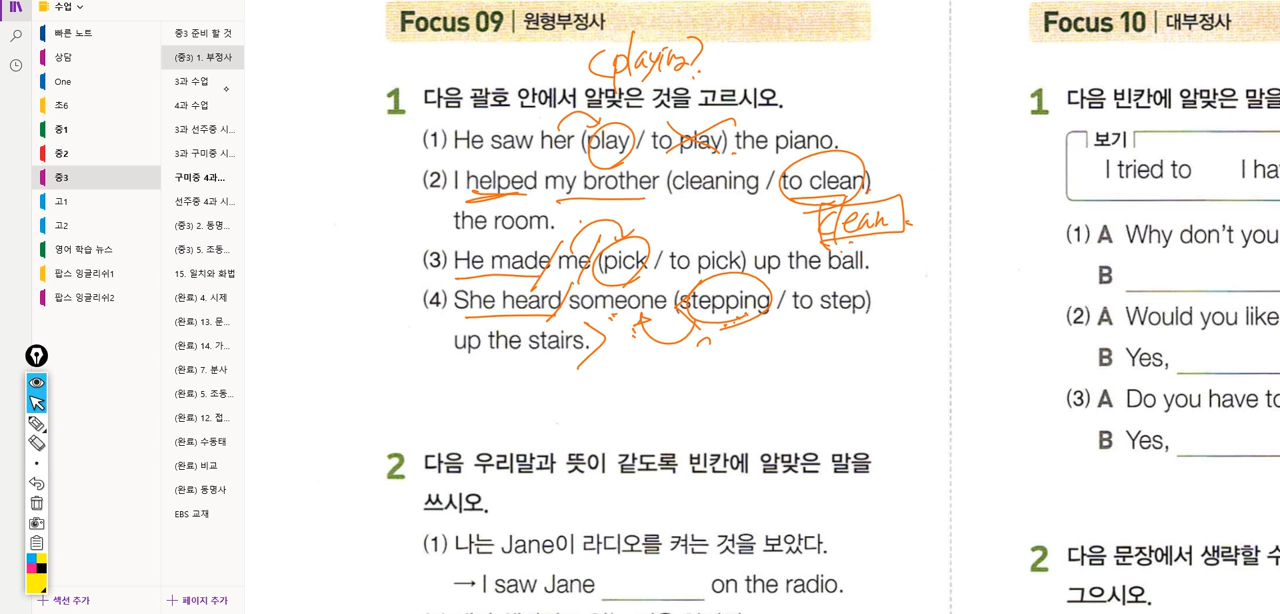 수업
빠른 노트
상담
One
초6
중1
중2
중3
고1
고2
영어 학습 뉴스
팝스 잉글리쉬1
팝스 잉글리쉬2
섹션 추가
중3 준비 할 것
(중3) 1. 부정사
3과 수업
4과 수업
3과 선주중 시...
3과 구미중 시...
구미중 4과...
선주중 4과 시...
(중3) 2. 동명...
(중3) 5. 조동...
15. 일치와 화법
(완료) 4. 시제
(완료) 13. 문...
(완료) 14. 가...
(완료) 7. 분사
(완료) 5. 조동...
(완료) 12. 접...
(완료) 수동태
(완료) 비교
(완료) 동명사
EBS 교재
페이지 추가
Focus 09 | 원형부정사
playing?
1 다음 괄호 안에서 알맞은 것을 고르시오.
(1) He saw her (play / to play) the piano.
(2) I helped my brother (cleaning / to clean)
the room.
clean
(3) He made me (pick / to pick) up the ball.
(4) She heard someone (stepping / to step)
up the stairs.
2 다음 우리말과 뜻이 같도록 빈칸에 알맞은 말을
쓰시오.
(1) 나는 Jane이 라디오를 켜는 것을 보았다.
→ I saw Jane ________ on the radio.
Focus 10 | 대부정사
1 다음 빈칸에 알맞은 말을
보기
I tried to I ha
(1) A Why don't you
B
(2) A Would you like
B Yes,
(3) A Do you have to
B Yes,
2 다음 문장에서 생략할 수
그으시오.